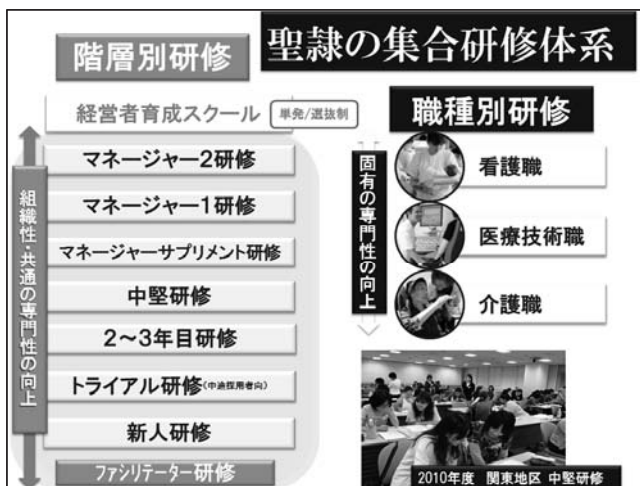 聖隷の集合研修体系
階層別研修
経営者育成スクール
単発/選抜制
マネージャー2研修
マネージャー1研修
マネージャーサプリメント研修
中堅研修
2～3年目研修
トライアル研修(中途採用者向)
新人研修
ファシリテーター研修
組織性・共通の専門性の向上
職種別研修
固有の専門性の向上
看護職
医療技術職
介護職
2010年度 関東地区 中堅研修